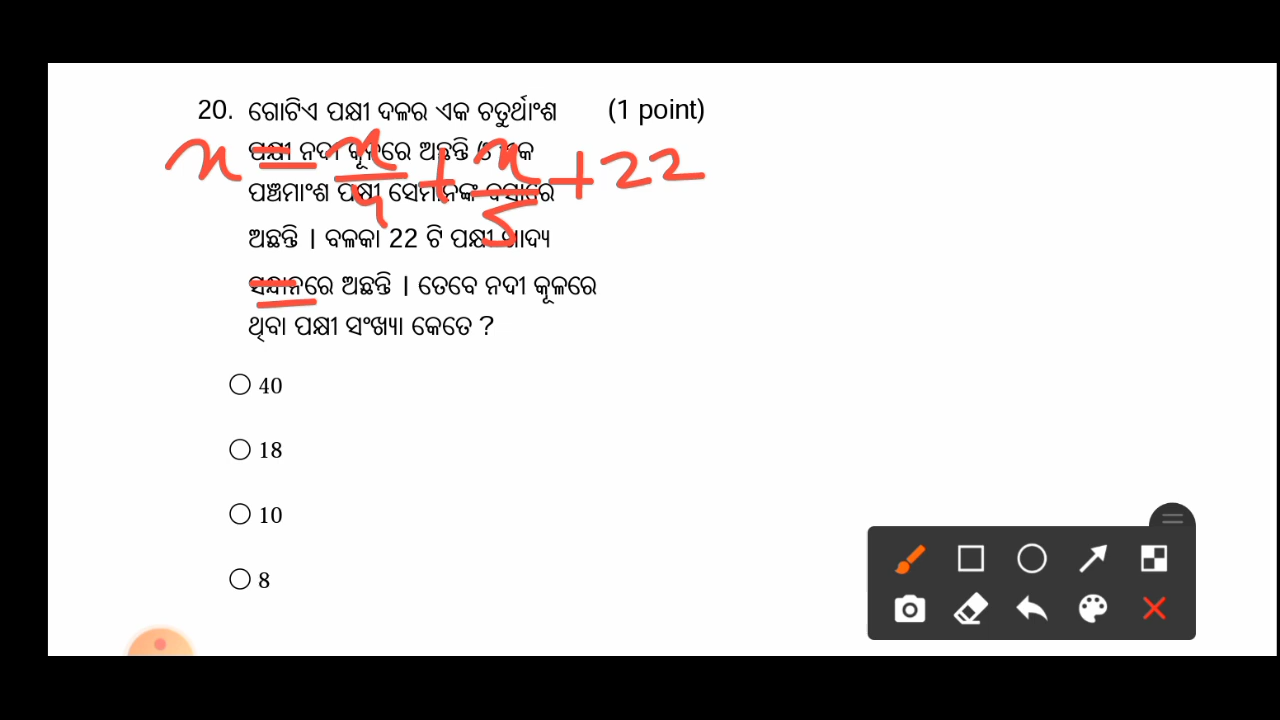 20. ଗୋଟିଏ ପକ୍ଷୀ ଦଳର ଏକ ଚତୁର୍ଥାଂଶ (1 point)
ପକ୍ଷୀ ନଦୀ କୂଳରେ ଅଛନ୍ତି ଓ ଏକ
x = x/4 + x/5 + 22
ପଞ୍ଚମାଂଶ ପକ୍ଷୀ ସେମାନଙ୍କ ବସାରେ
ଅଛନ୍ତି । ବଳକା 22 ଟି ପକ୍ଷୀ ଖାଦ୍ୟ
ସନ୍ଧାନରେ ଅଛନ୍ତି । ତେବେ ନଦୀ କୂଳରେ
ଥିବା ପକ୍ଷୀ ସଂଖ୍ୟା କେତେ ?
40
18
10
8